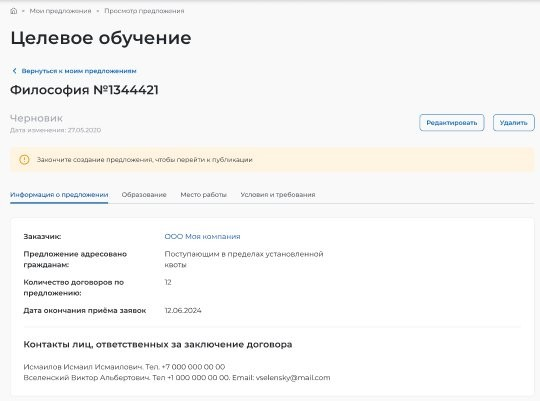 Мои предложения • Просмотр предложения
Целевое обучение
Вернуться к моим предложениям
Философия №1344421
Черновик
Дата изменения: 27.05.2020
Редактировать
Удалить
Закончите создание предложения, чтобы перейти к публикации
Информация о предложении Образование Место работы Условия и требования
Заказчик: ООО Моя компания
Предложение адресовано Поступающим в пределах установленной
гражданам: квоты
Количество договоров по 12
предложению:
Дата окончания приёма заявок 12.06.2024
Контакты лиц, ответственных за заключение договора
Исмаилов Исмаил Исмаилович. Тел. +7 000 000 00 00
Вселенский Виктор Альбертович. Тел +1 000 000 00 00. Email: vselensky@mail.com